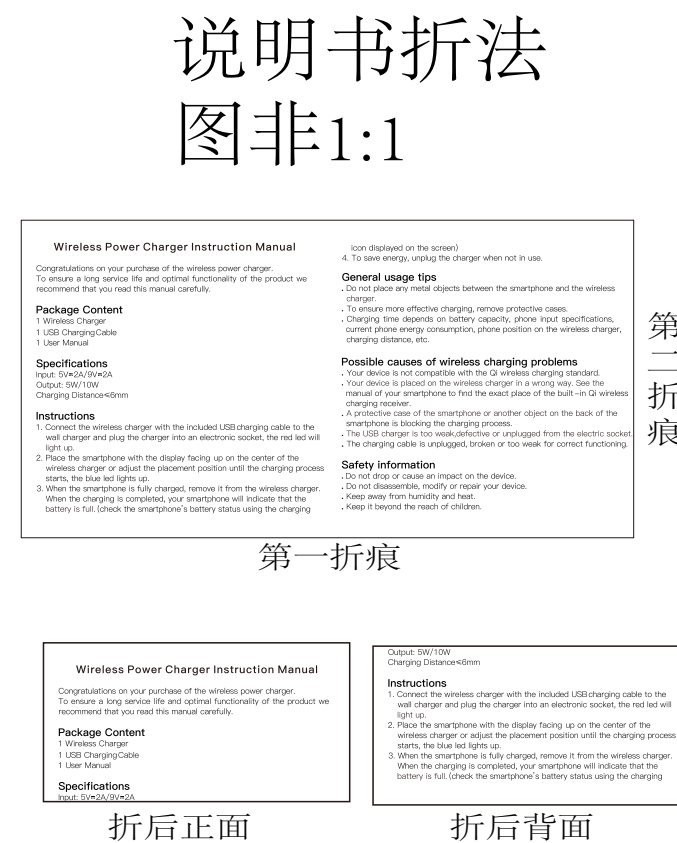 说明书折法
图非1:1
Wireless Power Charger Instruction Manual
Congratulations on your purchase of the wireless power charger.
To ensure a long service life and optimal functionality of the product we
recommend that you read this manual carefully.
Package Content
1 Wireless Charger
1 USB Charging Cable
1 User Manual
Specifications
Input: 5V=2A/9V=2A
Output: 5W/10W
Charging Distance≤6mm
Instructions
1. Connect the wireless charger with the included USB charging cable to the
wall charger and plug the charger into an electronic socket, the red led will
light up.
2. Place the smartphone with the display facing up on the center of the
wireless charger or adjust the placement position until the charging process
starts, the blue led lights up.
3. When the smartphone is fully charged, remove it from the wireless charger.
When the charging is completed, your smartphone will indicate that the
battery is full. (check the smartphone's battery status using the charging
icon displayed on the screen)
4. To save energy, unplug the charger when not in use.
General usage tips
. Do not place any metal objects between the smartphone and the wireless
charger.
. To ensure more effective charging, remove protective cases.
. Charging time depends on battery capacity, phone input specifications,
current phone energy consumption, phone position on the wireless charger,
charging distance, etc.
Possible causes of wireless charging problems
. Your device is not compatible with the Qi wireless charging standard.
. Your device is placed on the wireless charger in a wrong way. See the
manual of your smartphone to find the exact place of the built –in Qi wireless
charging receiver.
. A protective case of the smartphone or another object on the back of the
smartphone is blocking the charging process.
. The USB charger is too weak,defective or unplugged from the electric socket.
. The charging cable is unplugged, broken or too weak for correct functioning.
Safety information
. Do not drop or cause an impact on the device.
. Do not disassemble, modify or repair your device.
. Keep away from humidity and heat.
. Keep it beyond the reach of children.
第二折痕
第一折痕
Wireless Power Charger Instruction Manual
Congratulations on your purchase of the wireless power charger.
To ensure a long service life and optimal functionality of the product we
recommend that you read this manual carefully.
Package Content
1 Wireless Charger
1 USB Charging Cable
1 User Manual
Specifications
Input: 5V=2A/9V=2A
折后正面
Output: 5W/10W
Charging Distance≤6mm
Instructions
1. Connect the wireless charger with the included USB charging cable to the
wall charger and plug the charger into an electronic socket, the red led will
light up.
2. Place the smartphone with the display facing up on the center of the
wireless charger or adjust the placement position until the charging process
starts, the blue led lights up.
3. When the smartphone is fully charged, remove it from the wireless charger.
When the charging is completed, your smartphone will indicate that the
battery is full. (check the smartphone's battery status using the charging
折后背面